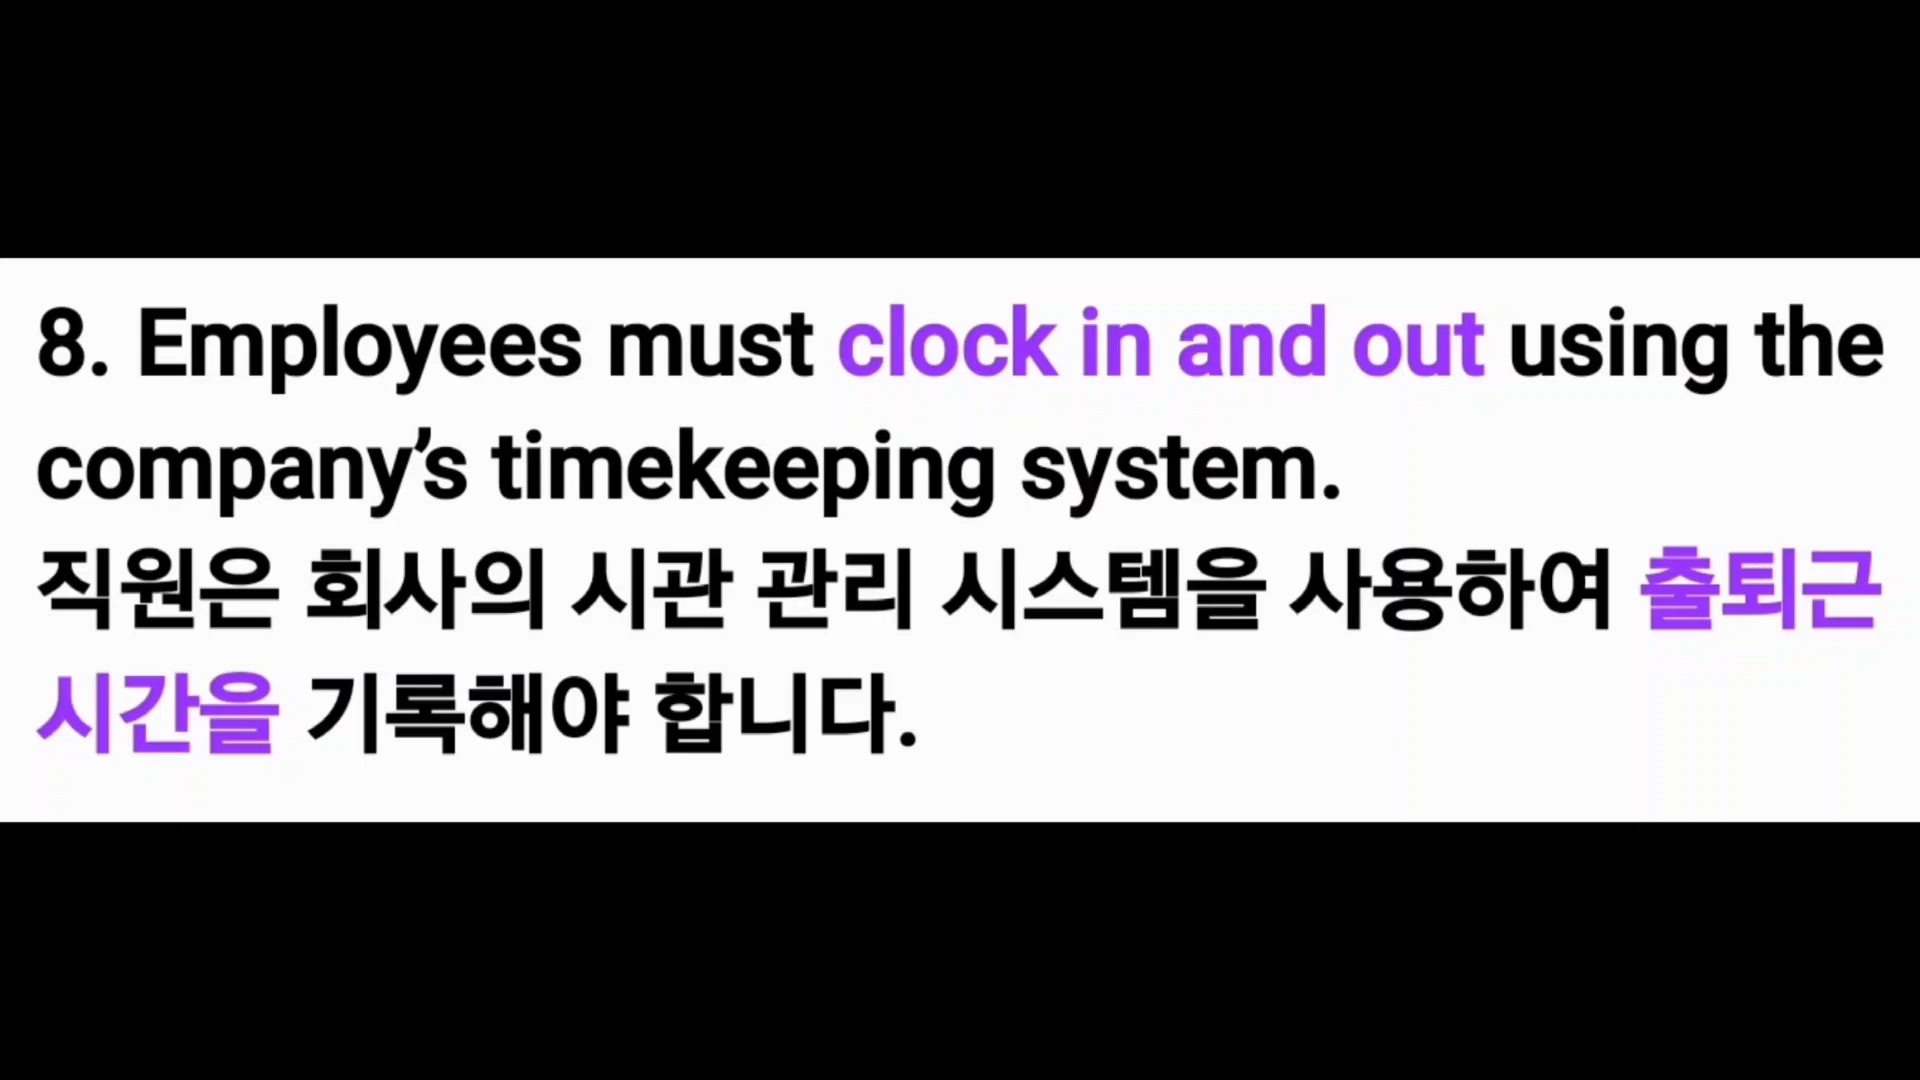 8. Employees must clock in and out using the
company’s timekeeping system.
직원은 회사의 시관 관리 시스템을 사용하여 출퇴근
시간을 기록해야 합니다.